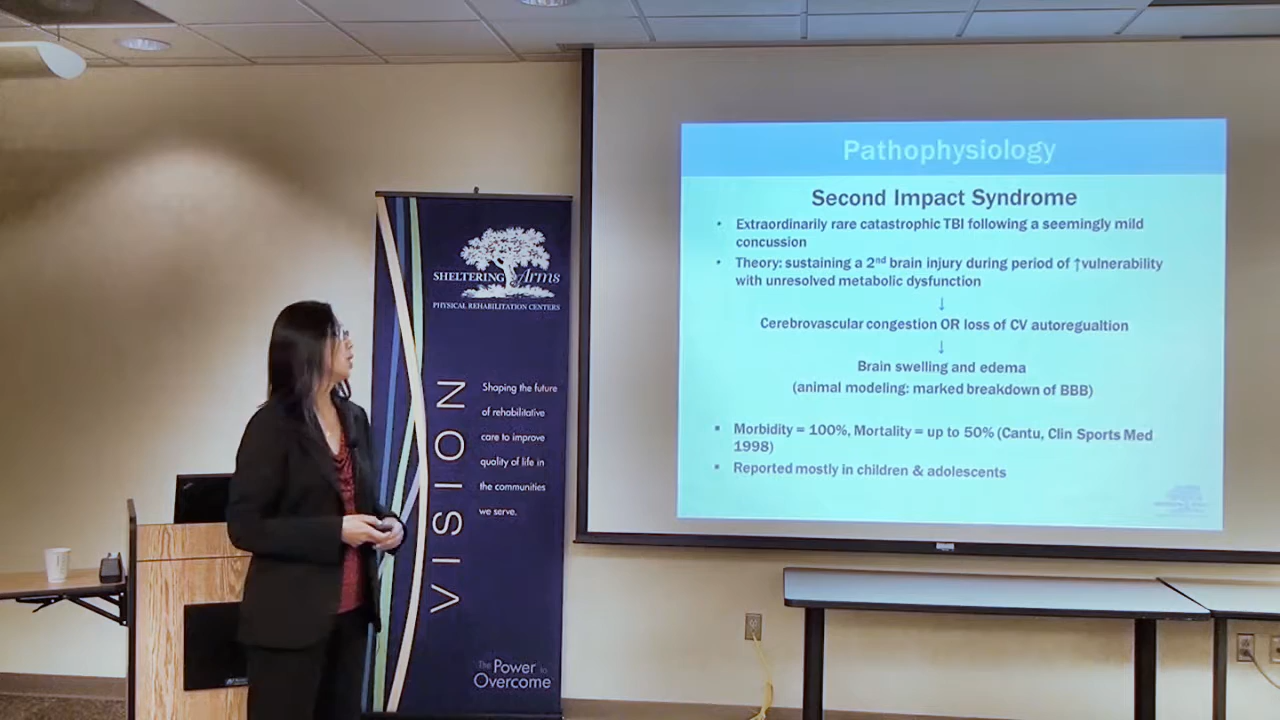 Pathophysiology
Second Impact Syndrome
• Extraordinarily rare catastrophic TBI following a seemingly mild
concussion
• Theory: sustaining a 2nd brain injury during period of ↑vulnerability
with unresolved metabolic dysfunction
↓
Cerebrovascular congestion OR loss of CV autoregualtion
↓
Brain swelling and edema
(animal modeling: marked breakdown of BBB)
• Morbidity = 100%, Mortality = up to 50% (Cantu, Clin Sports Med
1998)
• Reported mostly in children & adolescents
SHELTERING Arms
PHYSICAL REHABILITATION CENTERS
VISION
Shaping the future
of rehabilitative
care to improve
quality of life in
the communities
we serve.
The Power to
Overcome